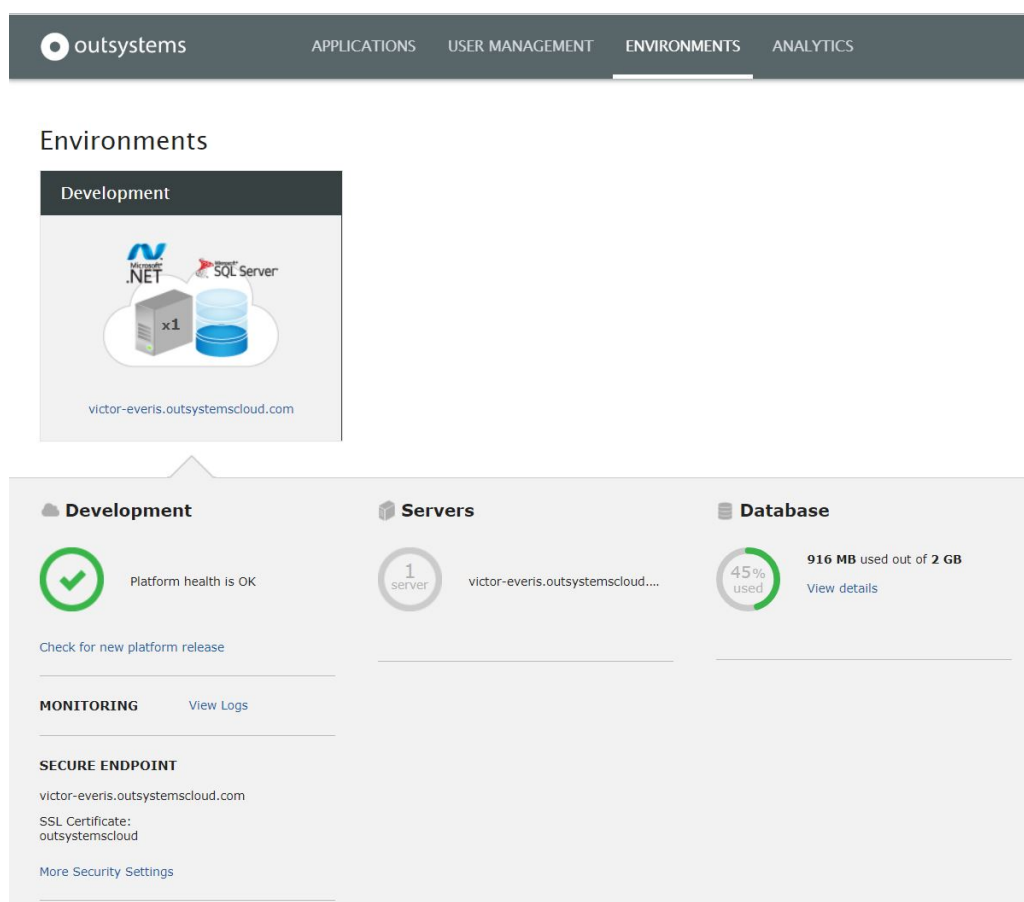 outsystems
APPLICATIONS USER MANAGEMENT ENVIRONMENTS ANALYTICS
Environments
Development
Microsoft
.NET
Microsoft
SQL Server
x1
victor-everis.outsystemscloud.com
Development
Platform health is OK
Check for new platform release
MONITORING View Logs
SECURE ENDPOINT
victor-everis.outsystemscloud.com
SSL Certificate:
outsystemscloud
More Security Settings
Servers
1
server
victor-everis.outsystemscloud....
Database
45%
used
916 MB used out of 2 GB
View details